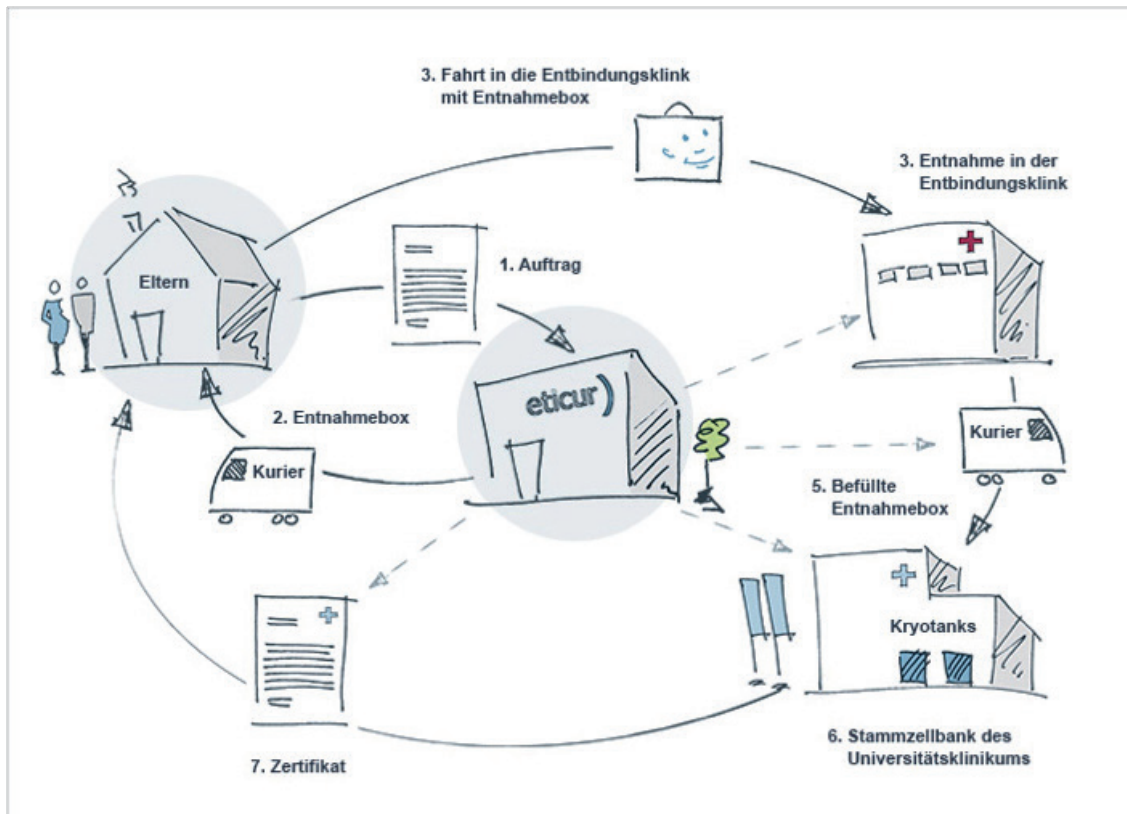 3. Fahrt in die Entbindungsklink
mit Entnahmebox
3. Entnahme in der
Entbindungsklink
Eltern
1. Auftrag
eticur)
2. Entnahmebox
Kurier
Kurier
5. Befüllte
Entnahmebox
Kryotanks
6. Stammzellbank des
Universitätsklinikums
7. Zertifikat